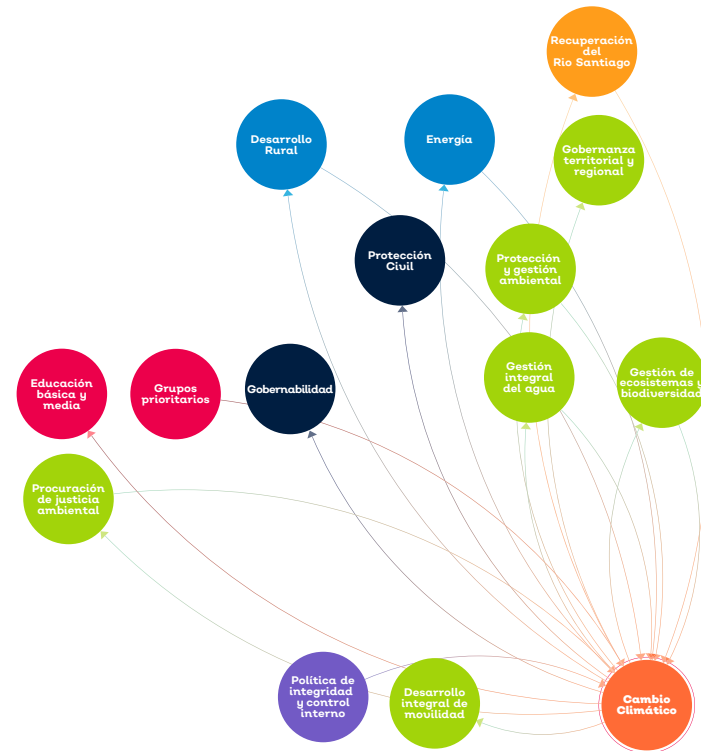 Recuperación
del
Rio Santiago
Desarrollo
Rural
Energía
Gobernanza
territorial y
regional
Protección
Civil
Protección
y gestión
ambiental
Educación
básica y
media
Grupos
prioritarios
Gobernabilidad
Gestión
integral
del agua
Gestión de
ecosistemas y
biodiversidad
Procuración
de justicia
ambiental
Política de
integridad
y control
interno
Desarrollo
integral de
movilidad
Cambio
Climático